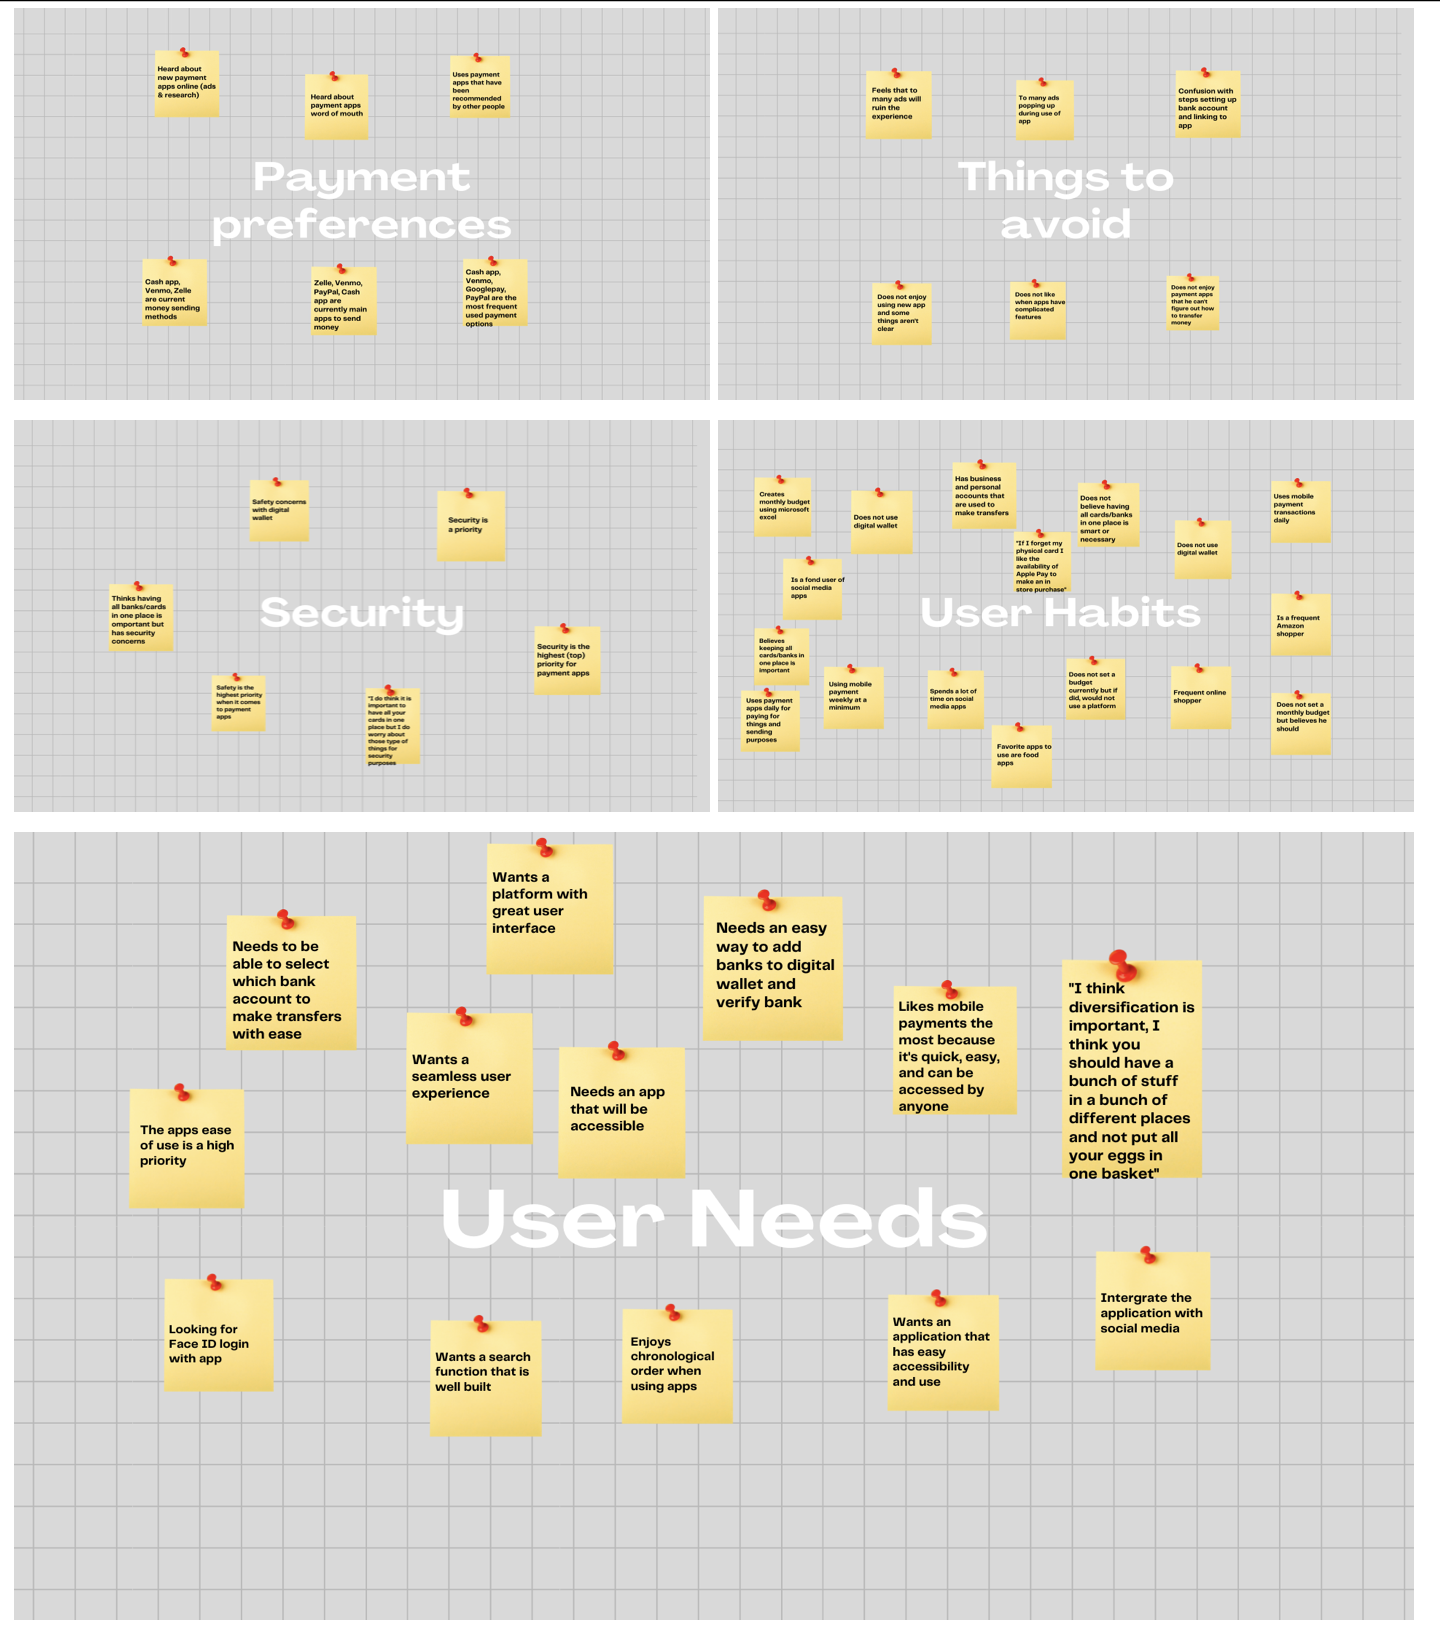 Heard about
new payment
apps online (ads
& research)
Heard about
payment apps
word of mouth
Uses payment
apps that have
been
recommended
by other people
Payment
preferences
Cash app,
Venmo, Zelle
are current
money sending
methods
Zelle, Venmo,
PayPal, Cash
app are
currently main
apps to send
money
Cash app,
Venmo,
Googlepay,
PayPal are the
most frequent
used payment
options
Feels that to
many ads will
ruin the
experience
To many ads
popping up
during use of
app
Confusion with
steps setting up
bank account
and linking to
app
Things to
avoid
Does not enjoy
using new app
and some
things aren't
clear
Does not like
when apps have
complicated
features
Does not enjoy
payment apps
that he can't
figure out how
to transfer
money
Safety concerns
with digital
wallet
Security is
a priority
Thinks having
all banks/cards
in one place is
omportant but
has security
concerns
Security
Security is the
highest (top)
priority for
payment apps
Safety is the
highest priority
when it comes
to payment
apps
"I do think it is
important to
have all your
cards in one
place but I do
worry about
those type of
things for
security
purposes
Creates
monthly budget
using microsoft
excel
Does not use
digital wallet
Has business
and personal
accounts that
are used to
make transfers
Does not
believe having
all cards/banks
in one place is
smart or
necessary
Uses mobile
payment
transactions
daily
"If I forget my
physical card I
like the
availability of
Apple Pay to
make an in
store purchase"
Does not use
digital wallet
Is a fond user of
social media
apps
User Habits
Is a frequent
Amazon
shopper
Believes
keeping all
cards/banks in
one place is
important
Using mobile
payment
weekly at a
minimum
Spends a lot of
time on social
media apps
Does not set a
budget
currently but if
did, would not
use a platform
Frequent online
shopper
Uses payment
apps daily for
paying for
things and
sending
purposes
Does not set a
monthly budget
but believes he
should
Favorite apps to
use are food
apps
Wants a
platform with
great user
interface
Needs to be
able to select
which bank
account to
make transfers
with ease
Needs an easy
way to add
banks to digital
wallet and
verify bank
Likes mobile
payments the
most because
it's quick, easy,
and can be
accessed by
anyone
"I think
diversification is
important, I
think you
should have a
bunch of stuff
in a bunch of
different places
and not put all
your eggs in
one basket"
Wants a
seamless user
experience
Needs an app
that will be
accessible
The apps ease
of use is a high
priority
User Needs
Looking for
Face ID login
with app
Wants a search
function that is
well built
Enjoys
chronological
order when
using apps
Wants an
application that
has easy
accessibility
and use
Intergrate the
application with
social media